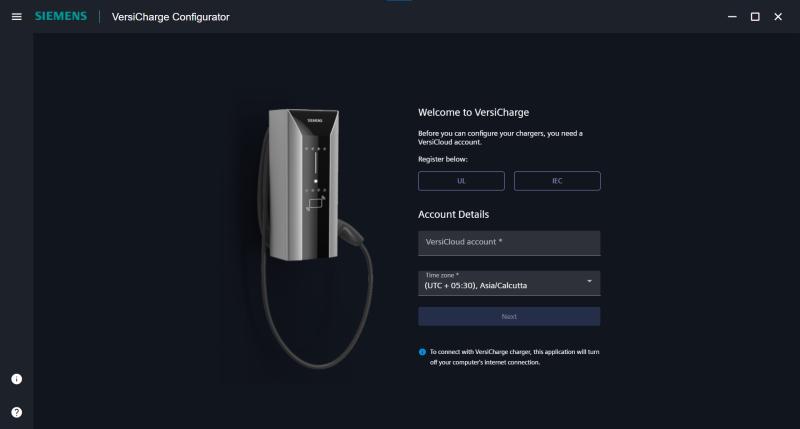 SIEMENS
VersiCharge Configurator
SIEMENS
Welcome to VersiCharge
Before you can configure your chargers, you need a
VersiCloud account.
Register below:
UL
IEC
Account Details
VersiCloud account *
Time zone *
(UTC + 05:30), Asia/Calcutta
Next
To connect with VersiCharge charger, this application will turn
off your computer's internet connection.